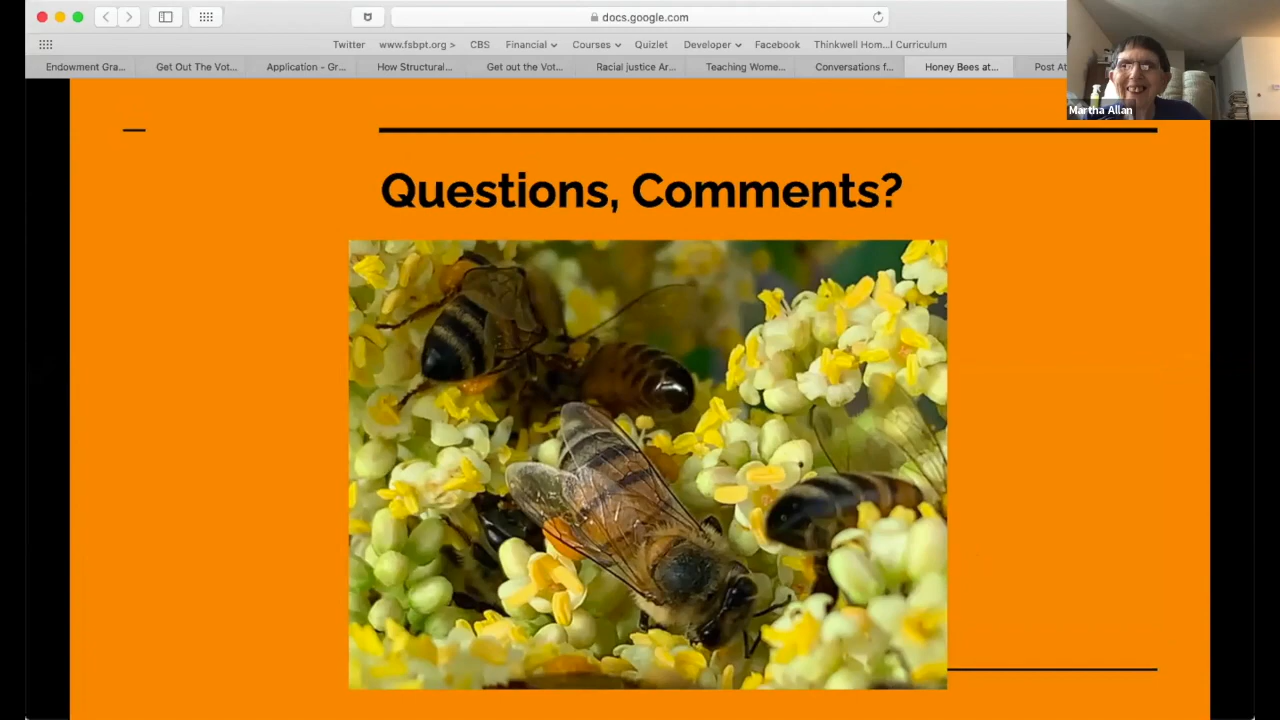 docs.google.com
Twitter www.fsbpt.org > CBS Financial Courses Quizlet Developer Facebook Thinkwell Hom...l Curriculum
Endowment Gra... Get Out The Vot... Application - Gr... How Structural... Get out the Vot... Racial justice Ar... Teaching Wome... Conversations f... Honey Bees at... Post At
Martha Allan
Questions, Comments?